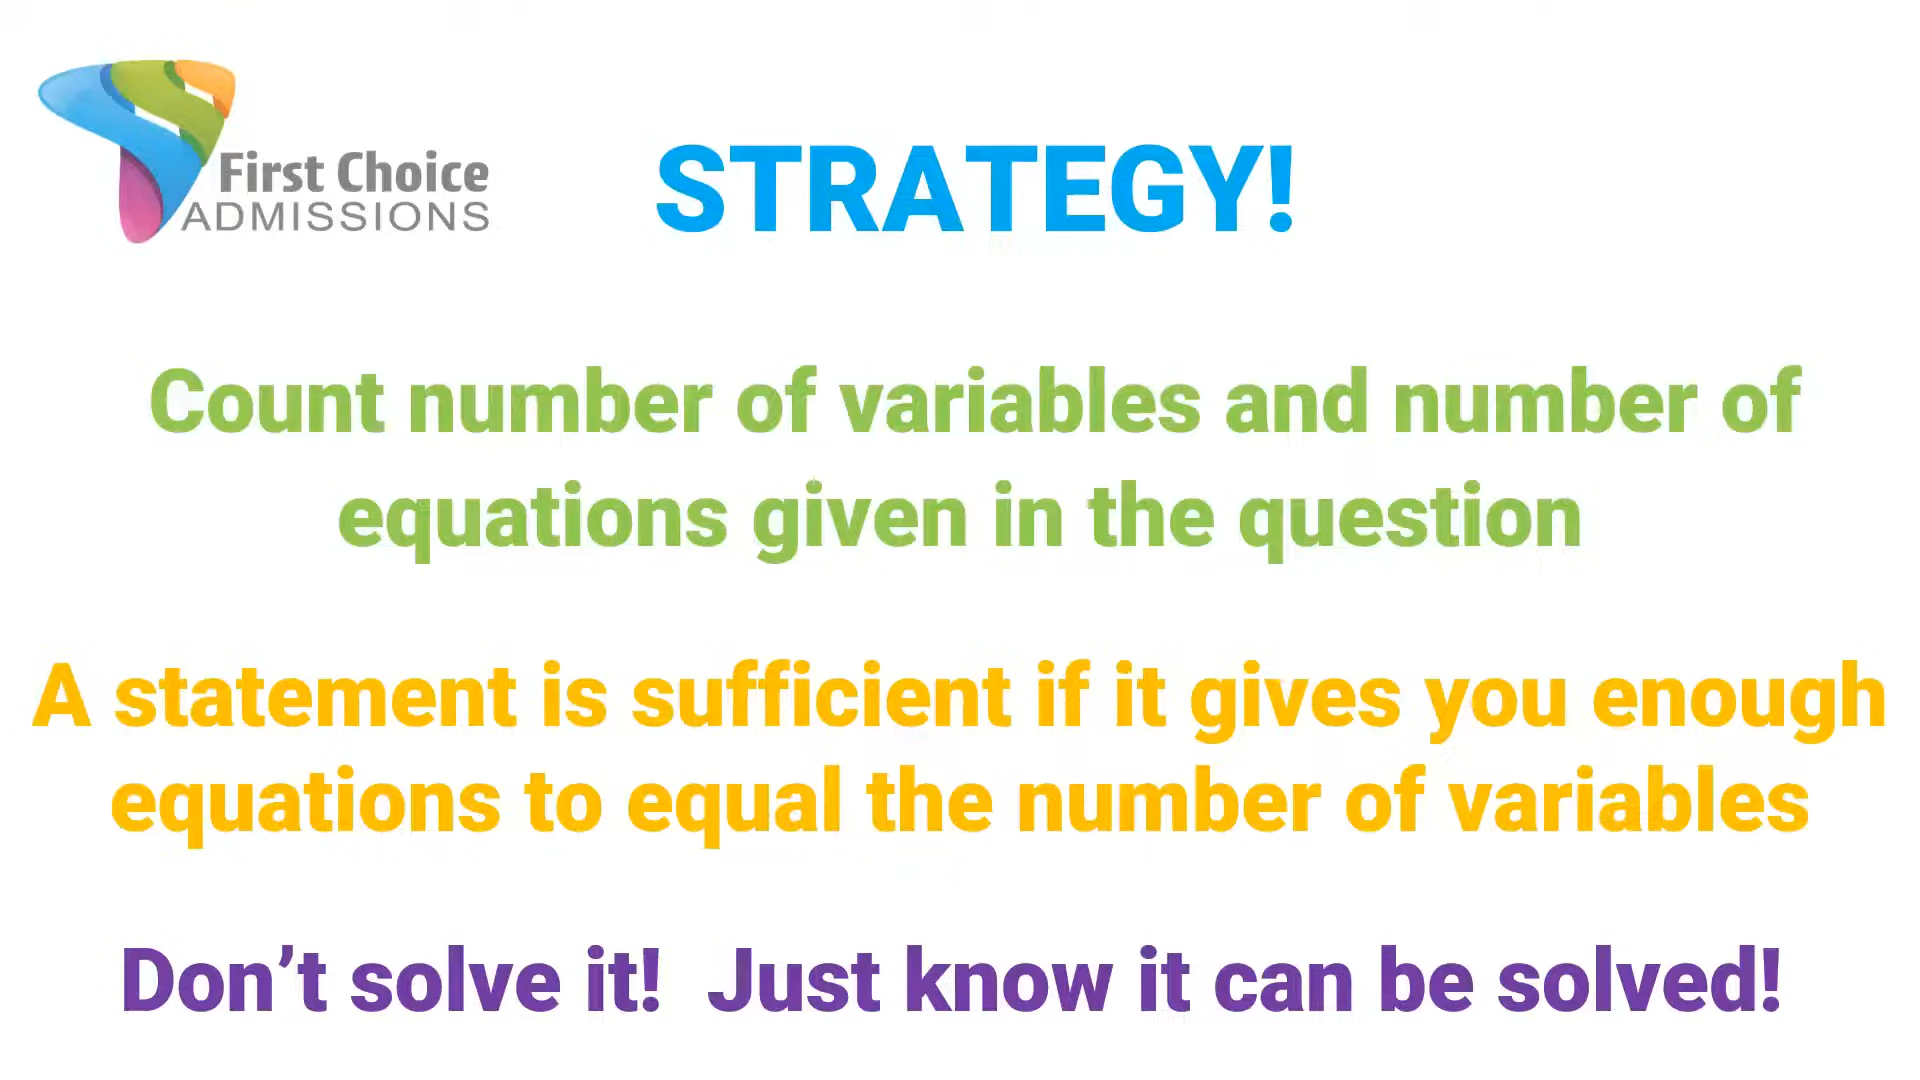 First Choice
ADMISSIONS
STRATEGY!
Count number of variables and number of
equations given in the question
A statement is sufficient if it gives you enough
equations to equal the number of variables
Don’t solve it!  Just know it can be solved!